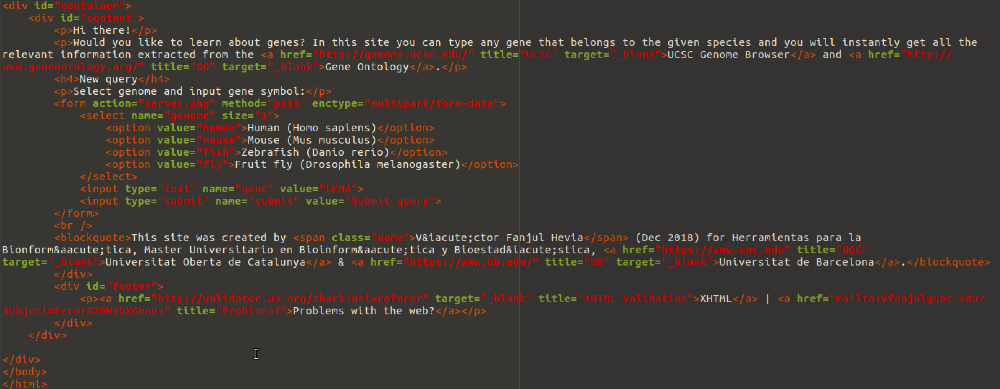 <div id="container">
    <div id="content">
        <p>Hi there!</p>
        <p>Would you like to learn about genes? In this site you can type any gene that belongs to the given species and you will instantly get all the
relevant information extracted from the <a href="http://genome.ucsc.edu/" title="UCSC" target="_blank">UCSC Genome Browser</a> and <a href="http://
www.geneontology.org/" title="GO" target="_blank">Gene Ontology</a>.</p>
        <h4>New query</h4>
        <p>Select genome and input gene symbol:</p>
        <form action="server.php" method="post" enctype="multipart/form-data">
            <select name="genome" size="1">
                <option value="human">Human (Homo sapiens)</option>
                <option value="mouse">Mouse (Mus musculus)</option>
                <option value="fish">Zebrafish (Danio rerio)</option>
                <option value="fly">Fruit fly (Drosophila melanogaster)</option>
            </select>
            <input type="text" name="gene" value="LMNA">
            <input type="submit" name="submit" value="Submit query">
        </form>
        <br />
        <blockquote>This site was created by <span class="name">V&iacute;ctor Fanjul Hevia</span> (Dec 2018) for Herramientas para la
Bionform&aacute;tica, Master Universitario en Bioinform&aacute;tica y Bioestad&iacute;stica, <a href="https://www.uoc.edu" title="UOC"
target="_blank">Universitat Oberta de Catalunya</a> & <a href="https://www.ub.edu/" title="UB" target="_blank">Universitat de Barcelona</a>.</blockquote>
        </div>
        <div id="footer">
            <p><a href="http://validator.w3.org/check?uri=referer" target="_blank" title="XHTML Validation">XHTML</a> | <a href="mailto:vfanjul@uoc.edu?
Subject=Error%20Web%Genes" title="Problems?">Problems with the web?</a></p>
        </div>
    </div>

</div>
</body>
</html>